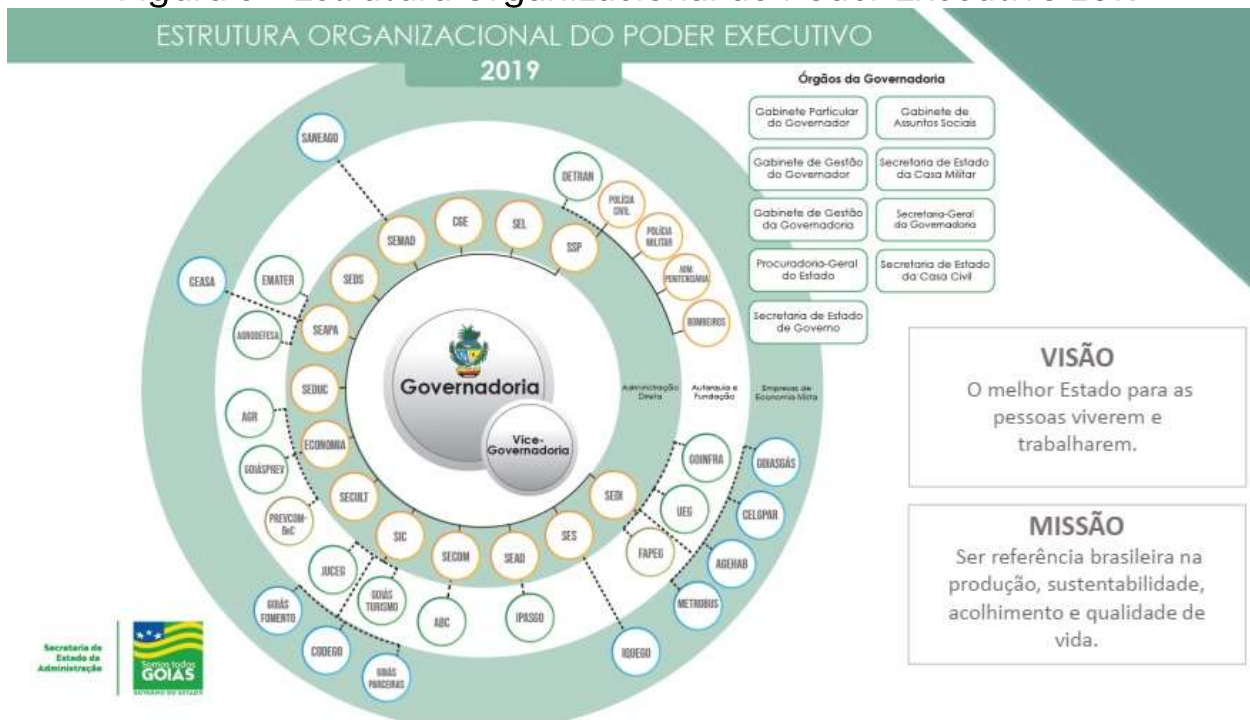 ESTRUTURA ORGANIZACIONAL DO PODER EXECUTIVO
2019
Órgãos da Governadoria
Gabinete Particular
do Governador
Gabinete de
Assuntos Sociais
Gabinete de Gestão
do Governador
Secretaria de Estado
da Casa Militar
Gabinete de Gestão
da Governadoria
Secretaria-Geral
da Governadoria
Procuradoria-Geral
do Estado
Secretaria de Estado
da Casa Civil
Secretaria de Estado
de Governo
SANEAGO
DETRAN
POLÍCIA
CIVIL
POLÍCIA
MILITAR
ADM.
PENITENCIÁRIA
BOMBEIROS
SEMAD
CGE
SEL
SSP
CEASA
EMATER
SEDS
AGRODEFESA
SEAPA
SEDUC
Governadoria
Vice-
Governadoria
Administração
Direta
Autarquia e
Fundação
Empresas de
Economia Mista
AGR
ECONOMIA
GOIÁSPREV
SECULT
PREVCOM-
BrC
SIC
SECOM
SEAD
SES
SEDI
GOINFRA
GOIASGÁS
UEG
CELGPAR
FAPEG
AGEHAB
METROBUS
JUCEG
GOIÁS
TURISMO
ABC
IPASGO
IQUEGO
GOIÁS
FOMENTO
CODEGO
GOIÁS
PARCERIAS
VISÃO
O melhor Estado para as
pessoas viverem e
trabalharem.
MISSÃO
Ser referência brasileira na
produção, sustentabilidade,
acolhimento e qualidade de
vida.
Secretaria de
Estado da
Administração
Somos todos
GOIÁS
GOVERNO DO ESTADO